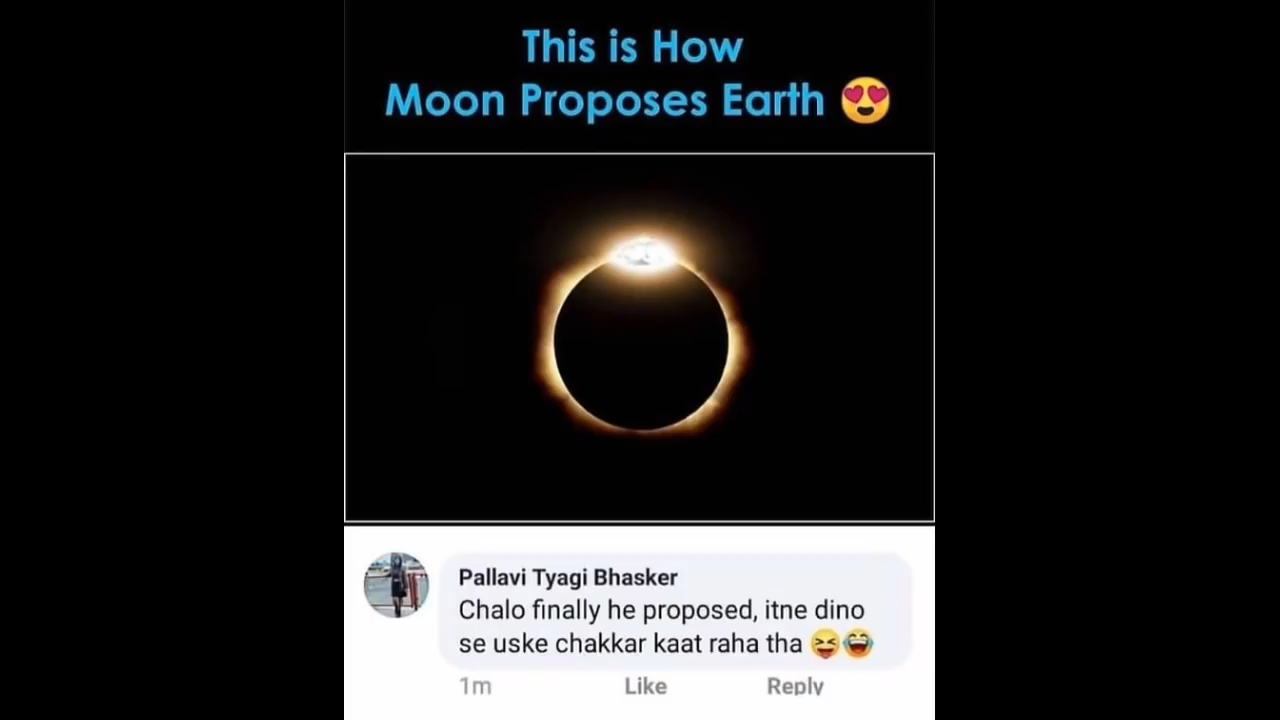 This is How
Moon Proposes Earth 😍
Pallavi Tyagi Bhasker
Chalo finally he proposed, itne dino
se uske chakkar kaat raha tha 😝😂
1m Like Reply